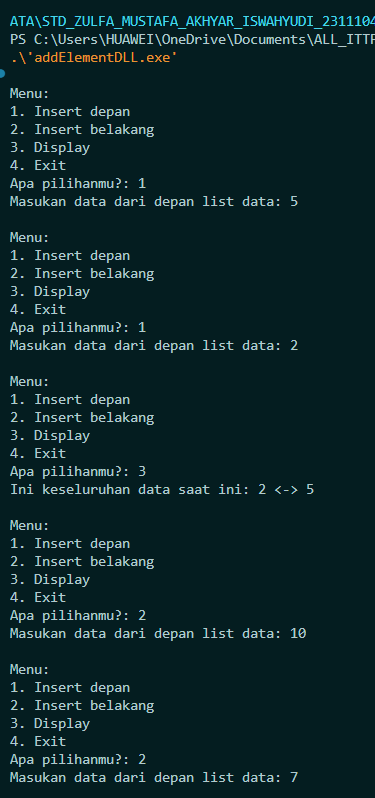 ATA\STD_ZULFA_MUSTAFA_AKHYAR_ISWAHYUDI_2311104
PS C:\Users\HUAWEI\OneDrive\Documents\ALL_ITTP
.\'addElementDLL.exe'
Menu:
1. Insert depan
2. Insert belakang
3. Display
4. Exit
Apa pilihanmu?: 1
Masukan data dari depan list data: 5
Menu:
1. Insert depan
2. Insert belakang
3. Display
4. Exit
Apa pilihanmu?: 1
Masukan data dari depan list data: 2
Menu:
1. Insert depan
2. Insert belakang
3. Display
4. Exit
Apa pilihanmu?: 3
Ini keseluruhan data saat ini: 2 <-> 5
Menu:
1. Insert depan
2. Insert belakang
3. Display
4. Exit
Apa pilihanmu?: 2
Masukan data dari depan list data: 10
Menu:
1. Insert depan
2. Insert belakang
3. Display
4. Exit
Apa pilihanmu?: 2
Masukan data dari depan list data: 7